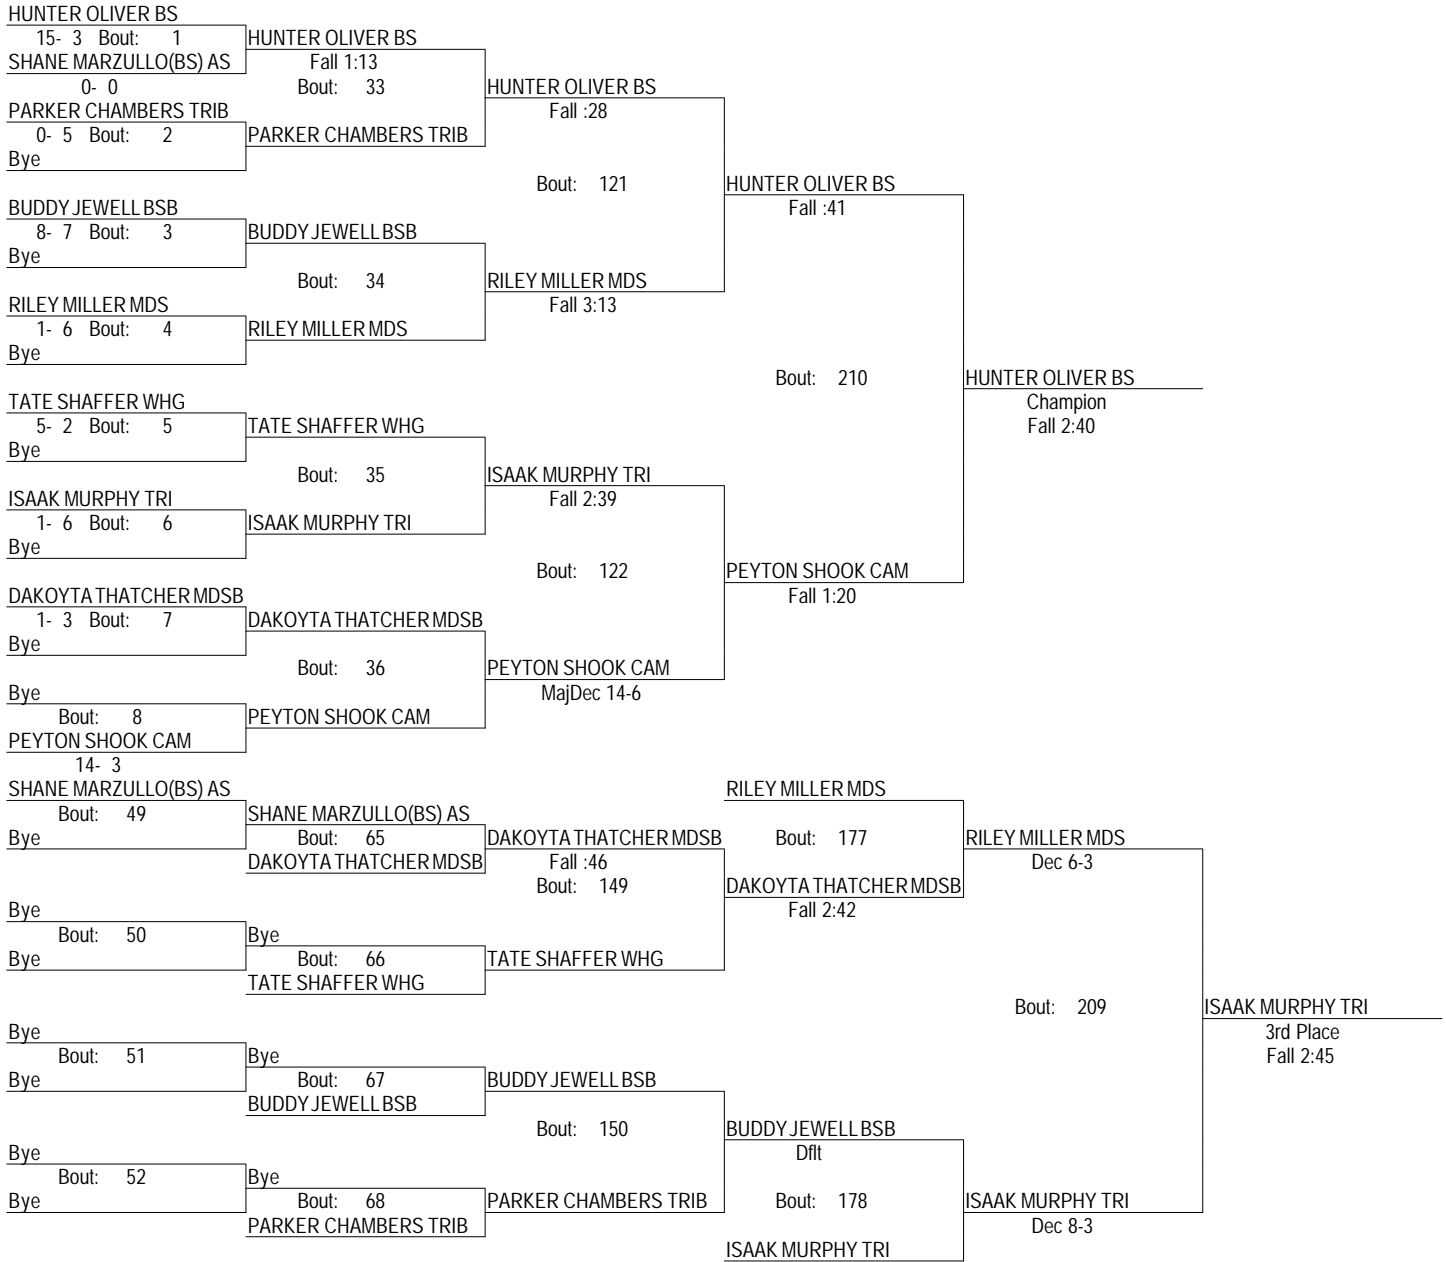 HUNTER OLIVER BS
15- 3 Bout: 1 HUNTER OLIVER BS
SHANE MARZULLO(BS) AS Fall 1:13
0- 0 Bout: 33 HUNTER OLIVER BS
PARKER CHAMBERS TRIB Fall :28
0- 5 Bout: 2 PARKER CHAMBERS TRIB
Bye
Bout: 121 HUNTER OLIVER BS
BUDDY JEWELL BSB Fall :41
8- 7 Bout: 3 BUDDY JEWELL BSB
Bye
Bout: 34 RILEY MILLER MDS
RILEY MILLER MDS Fall 3:13
1- 6 Bout: 4 RILEY MILLER MDS
Bye
Bout: 210 HUNTER OLIVER BS
TATE SHAFFER WHG Champion
5- 2 Bout: 5 TATE SHAFFER WHG Fall 2:40
Bye
Bout: 35 ISAAK MURPHY TRI
ISAAK MURPHY TRI Fall 2:39
1- 6 Bout: 6 ISAAK MURPHY TRI
Bye
Bout: 122 PEYTON SHOOK CAM
DAKOYTA THATCHER MDSB Fall 1:20
1- 3 Bout: 7 DAKOYTA THATCHER MDSB
Bye
Bout: 36 PEYTON SHOOK CAM
Bye MajDec 14-6
Bout: 8 PEYTON SHOOK CAM
PEYTON SHOOK CAM
14- 3
SHANE MARZULLO(BS) AS RILEY MILLER MDS
Bout: 49 SHANE MARZULLO(BS) AS
Bye Bout: 65 DAKOYTA THATCHER MDSB Bout: 177 RILEY MILLER MDS
DAKOYTA THATCHER MDSB Fall :46 Dec 6-3
Bout: 149 DAKOYTA THATCHER MDSB
Bye Fall 2:42
Bout: 50 Bye
Bye Bout: 66 TATE SHAFFER WHG
TATE SHAFFER WHG
Bout: 209 ISAAK MURPHY TRI
Bye 3rd Place
Bout: 51 Bye Fall 2:45
Bye Bout: 67 BUDDY JEWELL BSB
BUDDY JEWELL BSB
Bout: 150 BUDDY JEWELL BSB
Bye Dflt
Bout: 52 Bye
Bye Bout: 68 PARKER CHAMBERS TRIB Bout: 178 ISAAK MURPHY TRI
PARKER CHAMBERS TRIB Dec 8-3
ISAAK MURPHY TRI